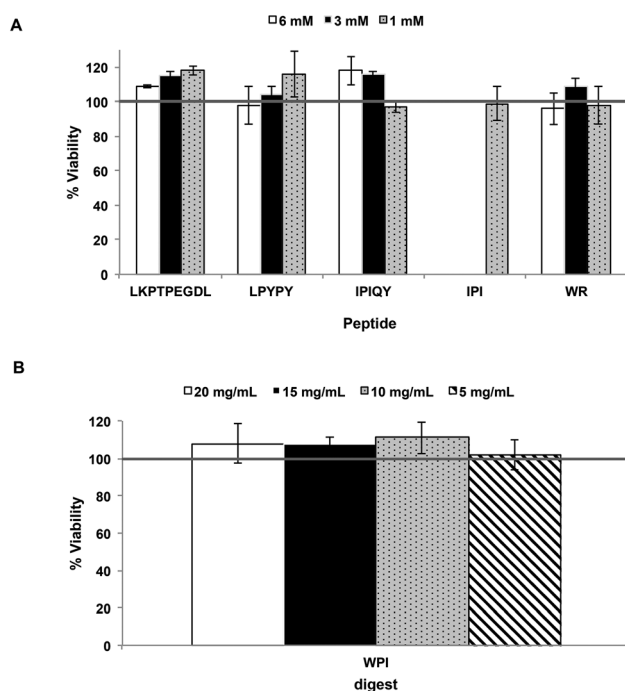 A
6 mM 3 mM 1 mM
120
100
80
60
40
20
0
% Viability
LKPTPEGDL LPYPY IPIQY IPI WR
Peptide
B
20 mg/mL 15 mg/mL 10 mg/mL 5 mg/mL
120
100
80
60
40
20
0
% Viability
WPI
digest